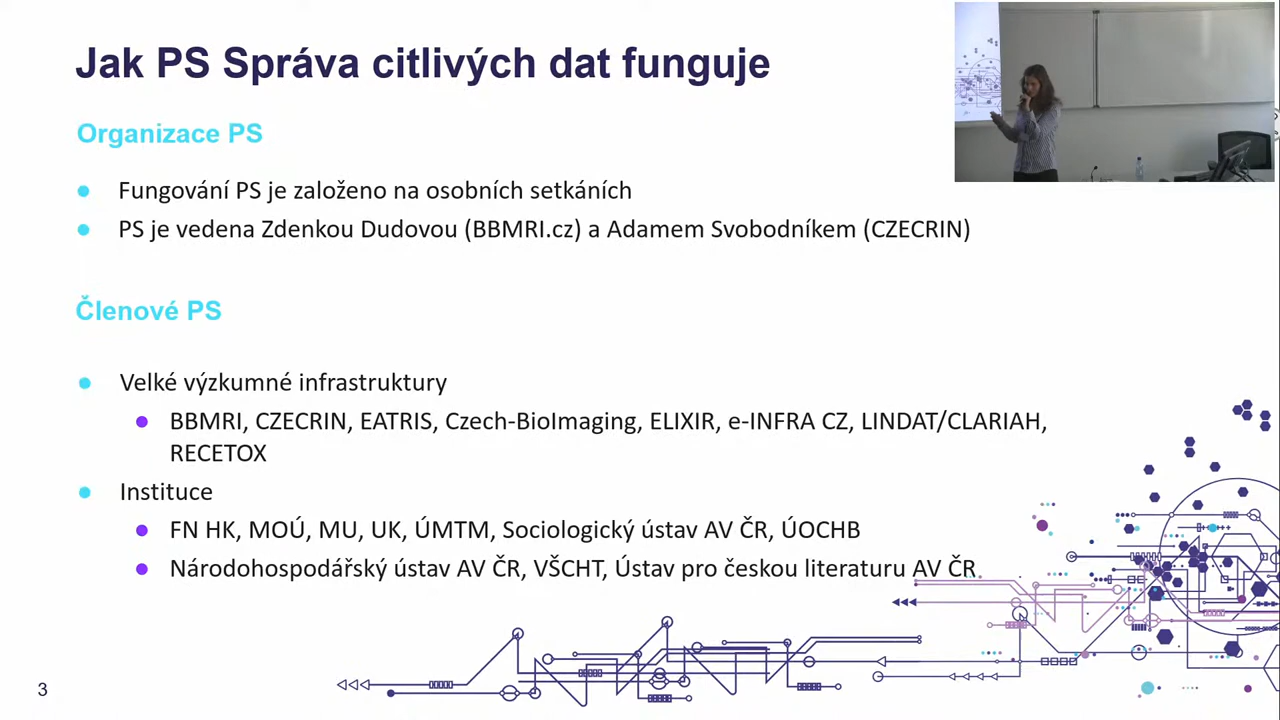 Jak PS Správa citlivých dat funguje
Organizace PS
Fungování PS je založeno na osobních setkáních
PS je vedena Zdenkou Dudovou (BBMRI.cz) a Adamem Svobodníkem (CZECRIN)
Členové PS
Velké výzkumné infrastruktury
BBMRI, CZECRIN, EATRIS, Czech-BioImaging, ELIXIR, e-INFRA CZ, LINDAT/CLARIAH,
RECETOX
Instituce
FN HK, MOÚ, MU, UK, ÚMTM, Sociologický ústav AV ČR, ÚOCHB
Národohospodářský ústav AV ČR, VŠCHT, Ústav pro českou literaturu AV ČR
3